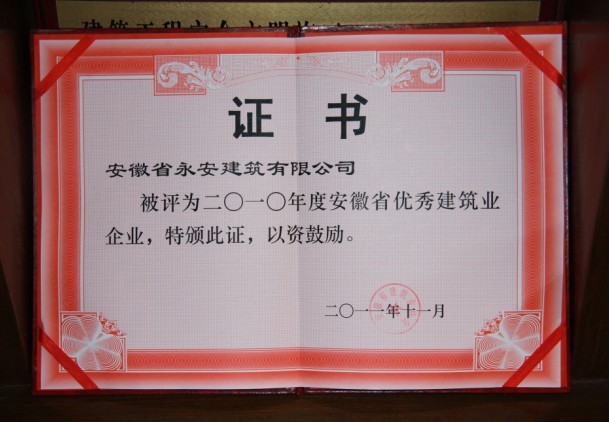 证书
安徽省永安建筑有限公司
被评为二〇一〇年度安徽省优秀建筑业
企业，特颁此证，以资鼓励。
二〇一一年十一月